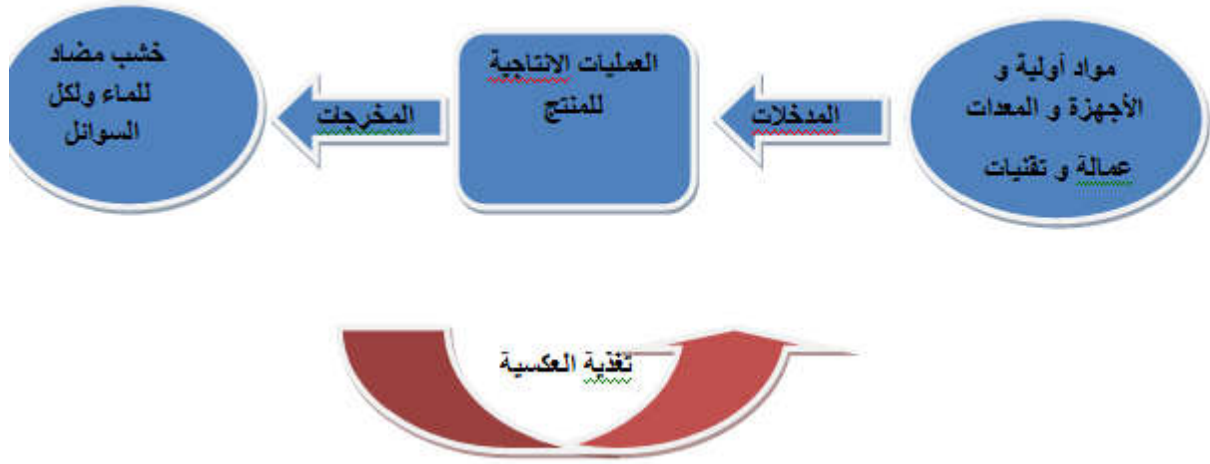 مواد أولية و
الأجهزة و المعدات
عمالة و تقنيات
المدخلات
العمليات الانتاجية
للمنتج
المخرجات
خشب مضاد
للماء ولكل
السوائل
تغذية العكسية